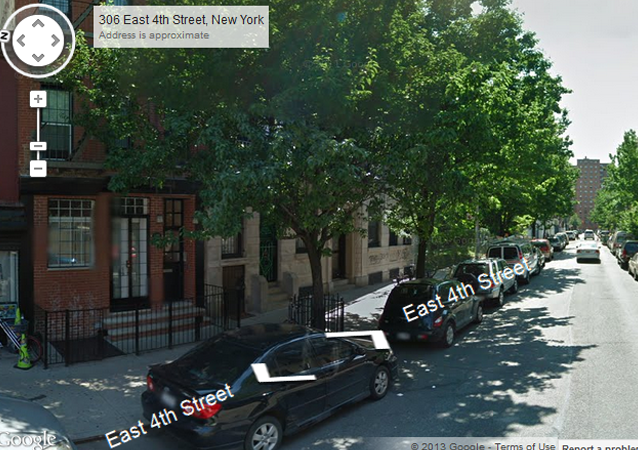 306 East 4th Street, New York
Address is approximate
East 4th Street
East 4th Street
Google
© 2013 Google - Terms of Use Report a problem